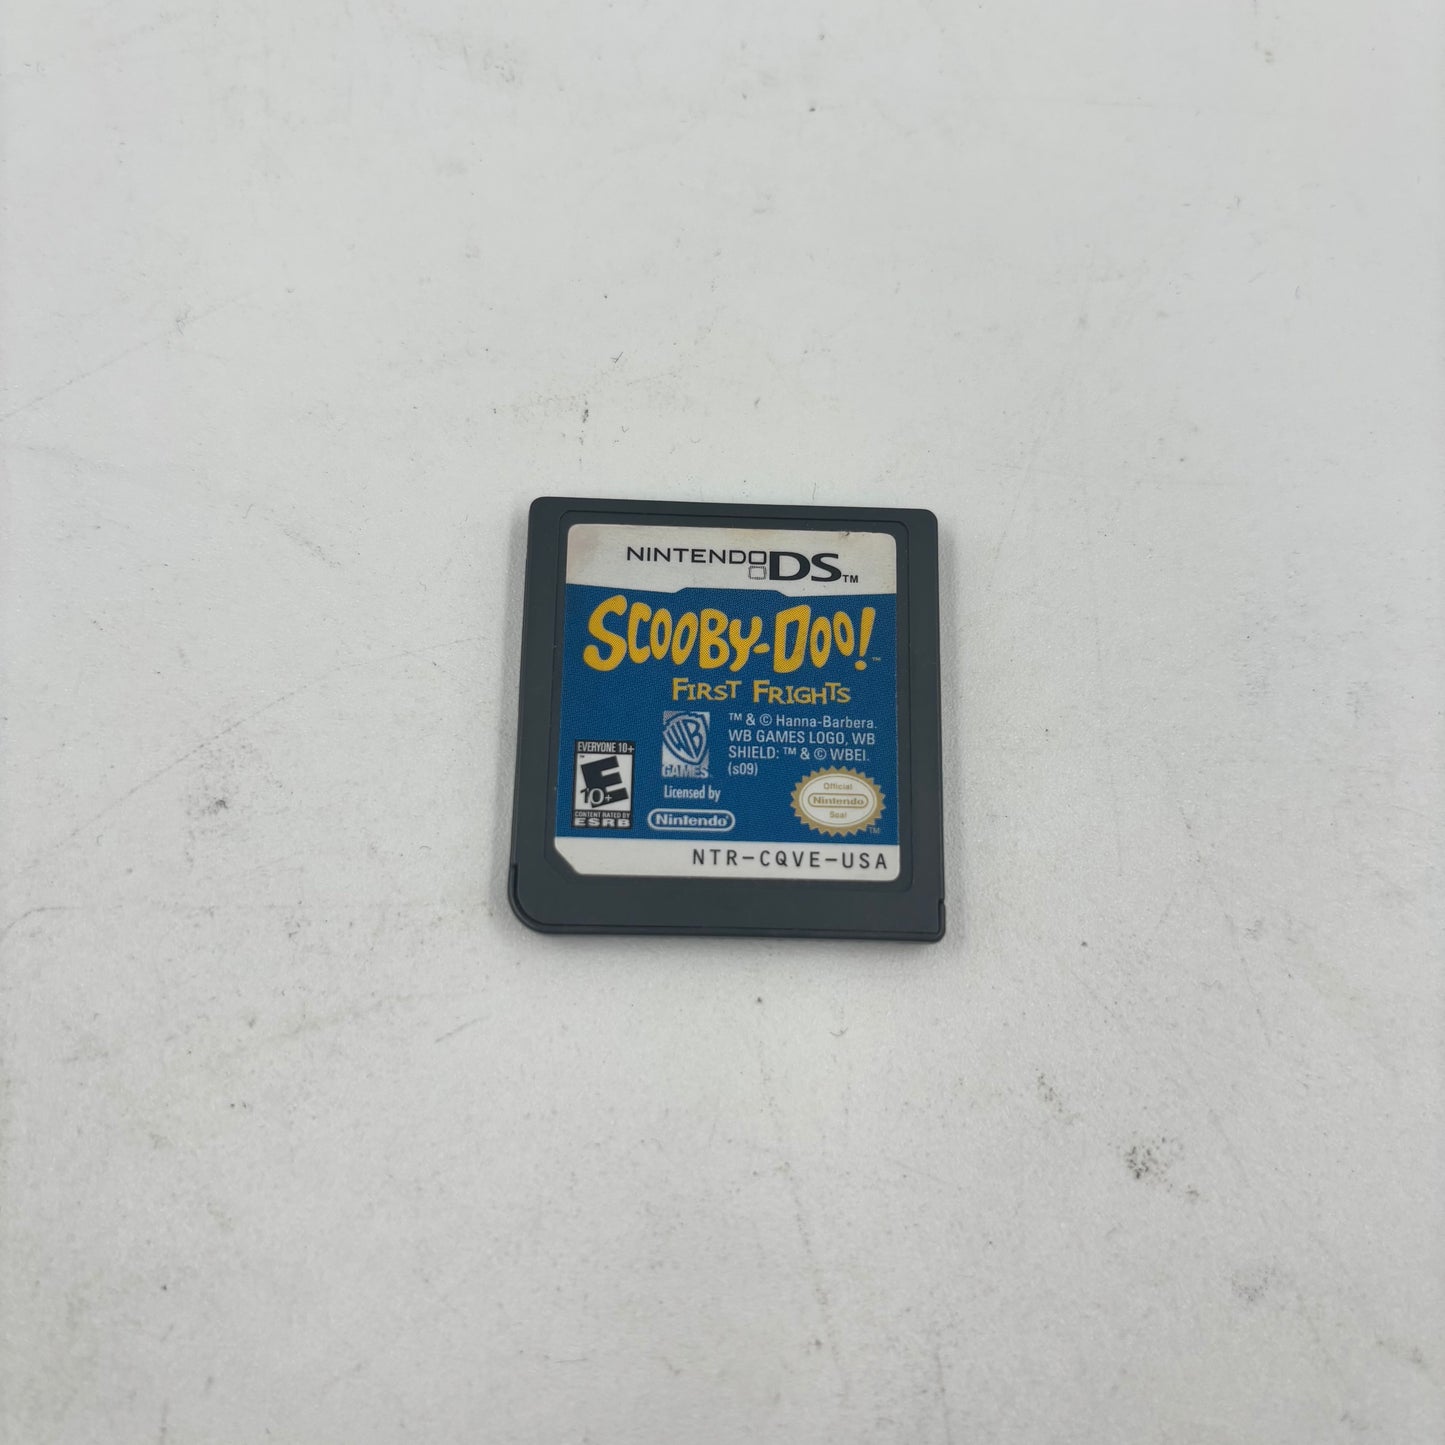 NINTENDO DS™
SCOOBY-DOO!™
FIRST FRIGHTS
™ & © Hanna-Barbera.
WB GAMES LOGO, WB
SHIELD: ™ & © WBEI.
(s09)
WB
GAMES
EVERYONE 10+
E
10+
CONTENT RATED BY
ESRB
Licensed by
Nintendo
Official
Nintendo
Seal
TM
NTR-CQVE-USA